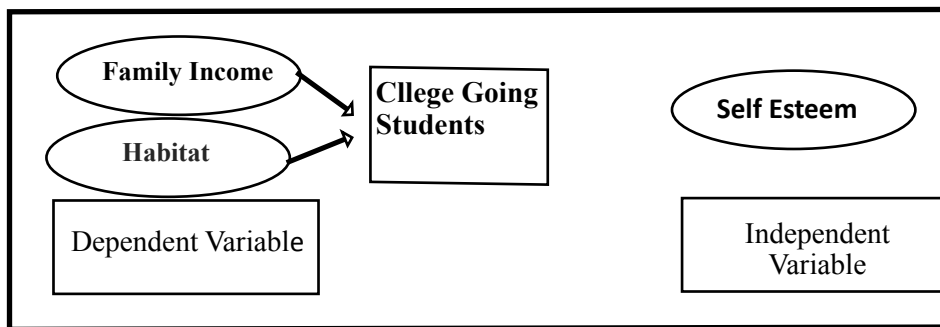 Family Income
Cllege Going
Students
Self Esteem
Habitat
Dependent Variable
Independent
Variable